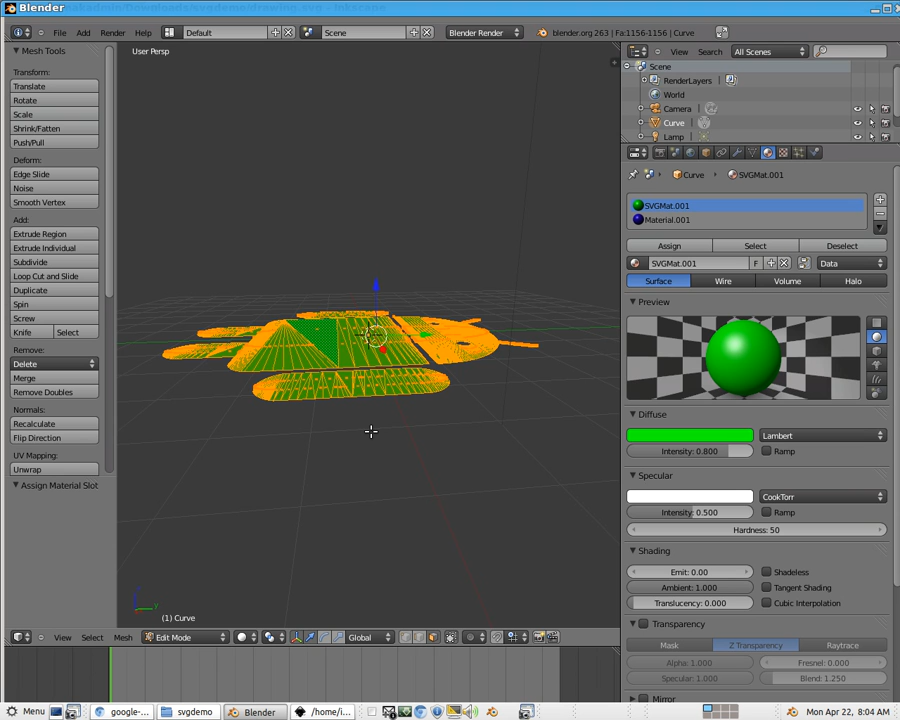 Blender
File
Add
Render
Help
Default
Scene
Blender Render
blender.org 263 | Fa:1156-1156 | Curve
Mesh Tools
Transform:
Translate
Rotate
Scale
Shrink/Fatten
Push/Pull
Deform:
Edge Slide
Noise
Smooth Vertex
Add:
Extrude Region
Extrude Individual
Subdivide
Loop Cut and Slide
Duplicate
Spin
Screw
Knife Select
Remove:
Delete
Merge
Remove Doubles
Normals:
Recalculate
Flip Direction
UV Mapping:
Unwrap
Assign Material Slot
User Persp
(1) Curve
y
View Select Mesh Edit Mode Global
View Search All Scenes
Scene
RenderLayers
World
Camera
Curve
Lamp
Curve SVGMat.001
SVGMat.001
Material.001
Assign Select Deselect
SVGMat.001 F Data
Surface Wire Volume Halo
Preview
Diffuse
Lambert
Intensity: 0.800 Ramp
Specular
CookTorr
Intensity: 0.500 Ramp
Hardness: 50
Shading
Emit: 0.00 Shadeless
Ambient: 1.000 Tangent Shading
Translucency: 0.000 Cubic Interpolation
Transparency
Mask Z Transparency Raytrace
Alpha: 1.000 Fresnel: 0.000
Specular: 1.000 Blend: 1.250
Mirror
Menu google-... svgdemo Blender /home/i... Mon Apr 22, 8:04 AM